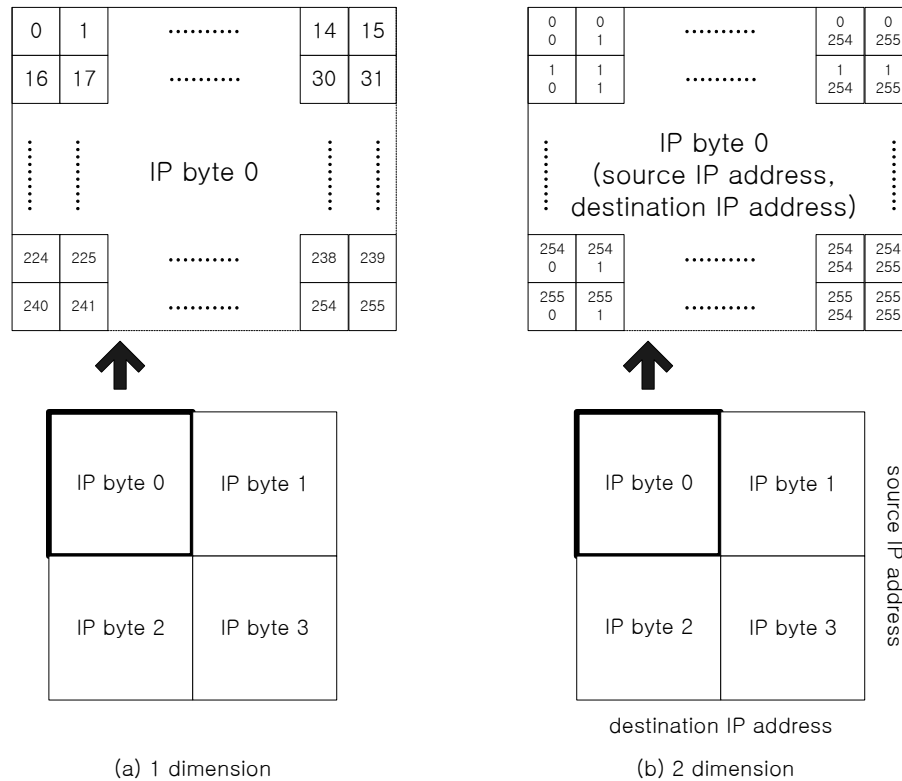 0 1 .......... 14 15
16 17 .......... 30 31
IP byte 0
224 225 .......... 238 239
240 241 .......... 254 255
IP byte 0 IP byte 1
IP byte 2 IP byte 3
(a) 1 dimension
0 0 .......... 0 0
0 1 254 255
1 1 .......... 1 1
0 1 254 255
IP byte 0
(source IP address,
destination IP address)
254 254 .......... 254 254
0 1 254 255
255 255 .......... 255 255
0 1 254 255
IP byte 0 IP byte 1
IP byte 2 IP byte 3
source IP address
destination IP address
(b) 2 dimension